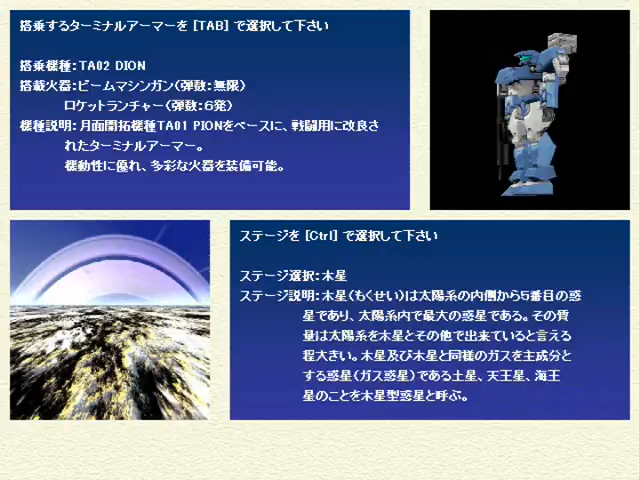 搭乗するターミナルアーマーを [TAB] で選択して下さい
搭乗機種：TA02 DION
搭載火器：ビームマシンガン（弾数：無限）
ロケットランチャー（弾数：６発）
機種説明：月面開拓機種TA01 PIONをベースに、戦闘用に改良さ
れたターミナルアーマー。
機動性に優れ、多彩な火器を装備可能。
ステージを [Ctrl] で選択して下さい
ステージ選択：木星
ステージ説明：木星（もくせい）は太陽系の内側から５番目の惑
星であり、太陽系内で最大の惑星である。その質
量は太陽系を木星とその他で出来ていると言える
程大きい。木星及び木星と同様のガスを主成分と
する惑星（ガス惑星）である土星、天王星、海王
星のことを木星型惑星と呼ぶ。